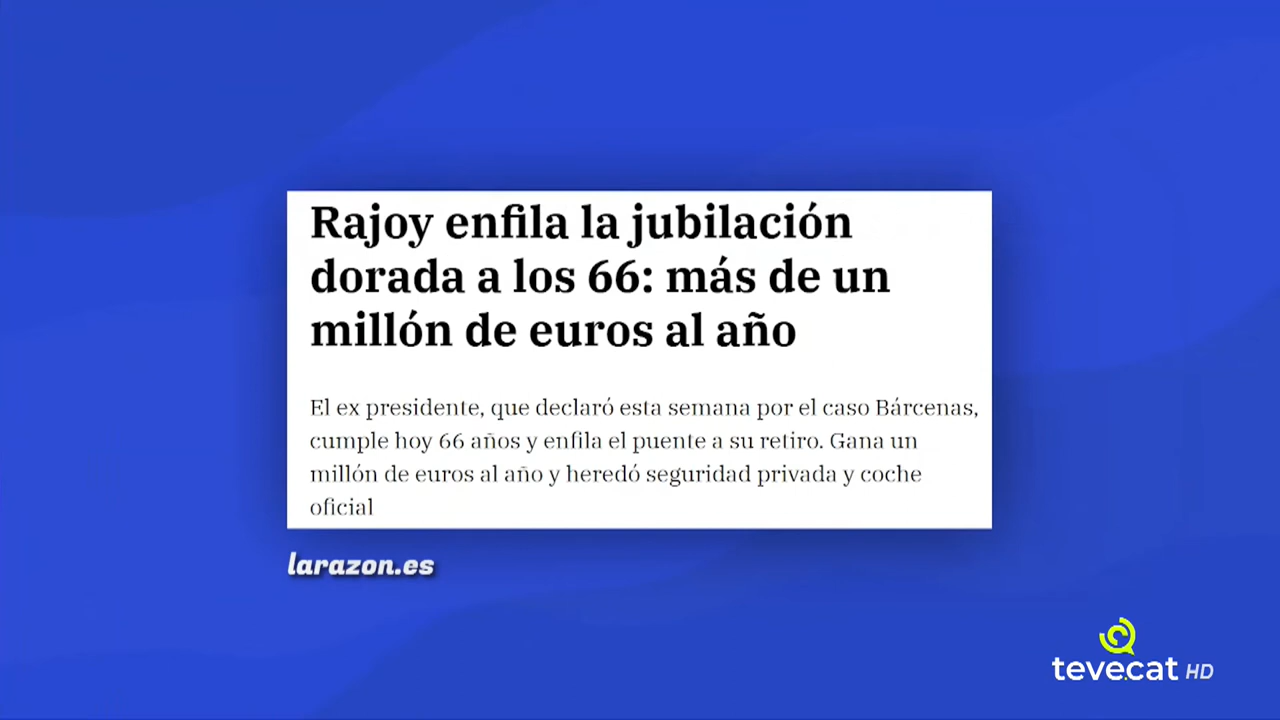 Rajoy enfila la jubilación
dorada a los 66: más de un
millón de euros al año
El ex presidente, que declaró esta semana por el caso Bárcenas,
cumple hoy 66 años y enfila el puente a su retiro. Gana un
millón de euros al año y heredó seguridad privada y coche
oficial
larazon.es
tevecat HD